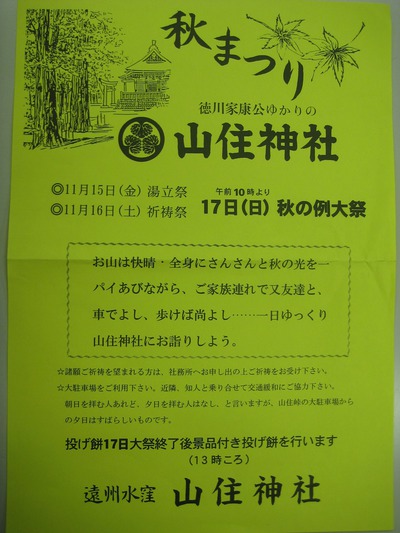 秋まつり
徳川家康公ゆかりの
山住神社
◎11月15日(金) 湯立祭
◎11月16日(土) 祈祷祭
午前10時より
17日(日) 秋の例大祭
お山は快晴・全身にさんさんと秋の光を一
パイあびながら、ご家族連れで又友達と、
車でよし、歩けば尚よし……一日ゆっくり
山住神社にお詣りしよう。
☆諸願ご祈祷を望まれる方は、社務所へお申し出の上ご祈祷をお受け下さい。
☆大駐車場をご利用下さい。近隣、知人と乗り合せて交通緩和にご協力下さい。
朝日を拝む人あれど、夕日を拝む人はなし、と言いますが、山住峠の大駐車場から
の夕日はすばらしいものです。
投げ餅17日大祭終了後景品付き投げ餅を行います
(13時ころ)
遠州水窪 山住神社